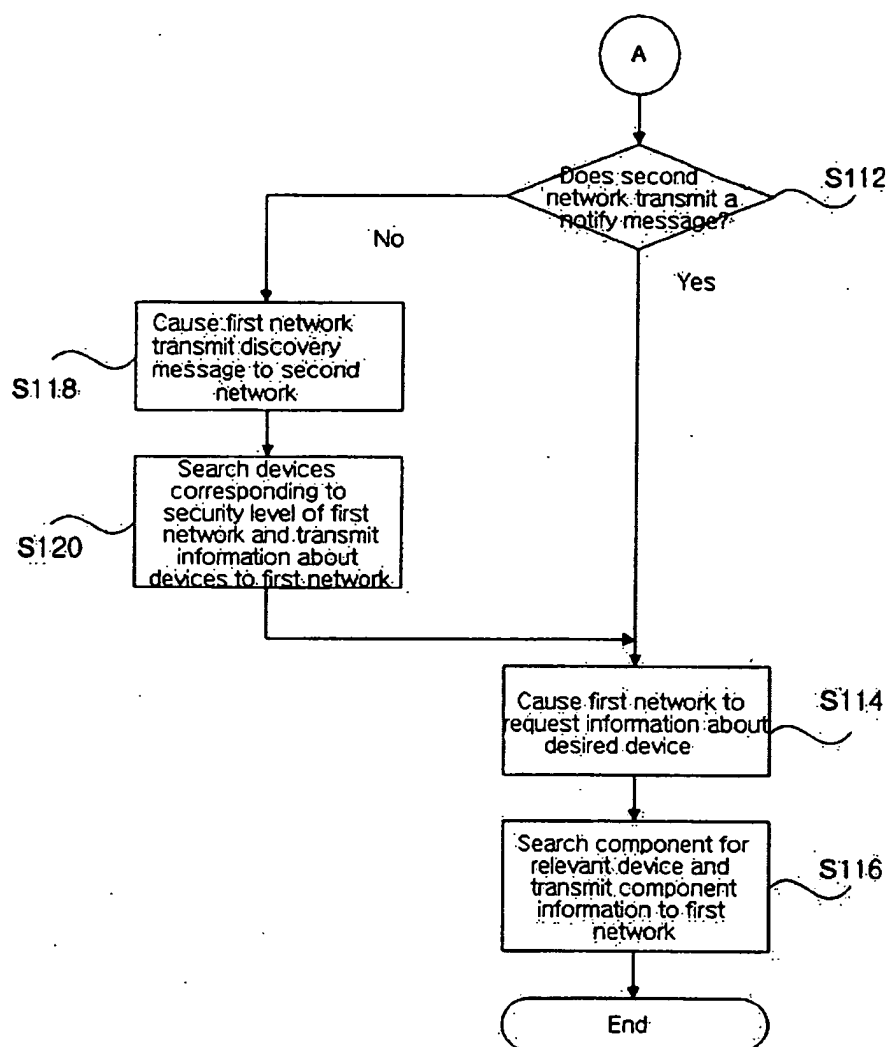 A
Does second
network transmit a
notify message?
S112
No
Yes
Cause first network
transmit discovery
message to second
network
S118
Search devices
corresponding to
security level of first
network and transmit
information about
devices to first network
S120
Cause first network to
request information about
desired device
S114
Search component for
relevant device and
transmit component
information to first
network
S116
End